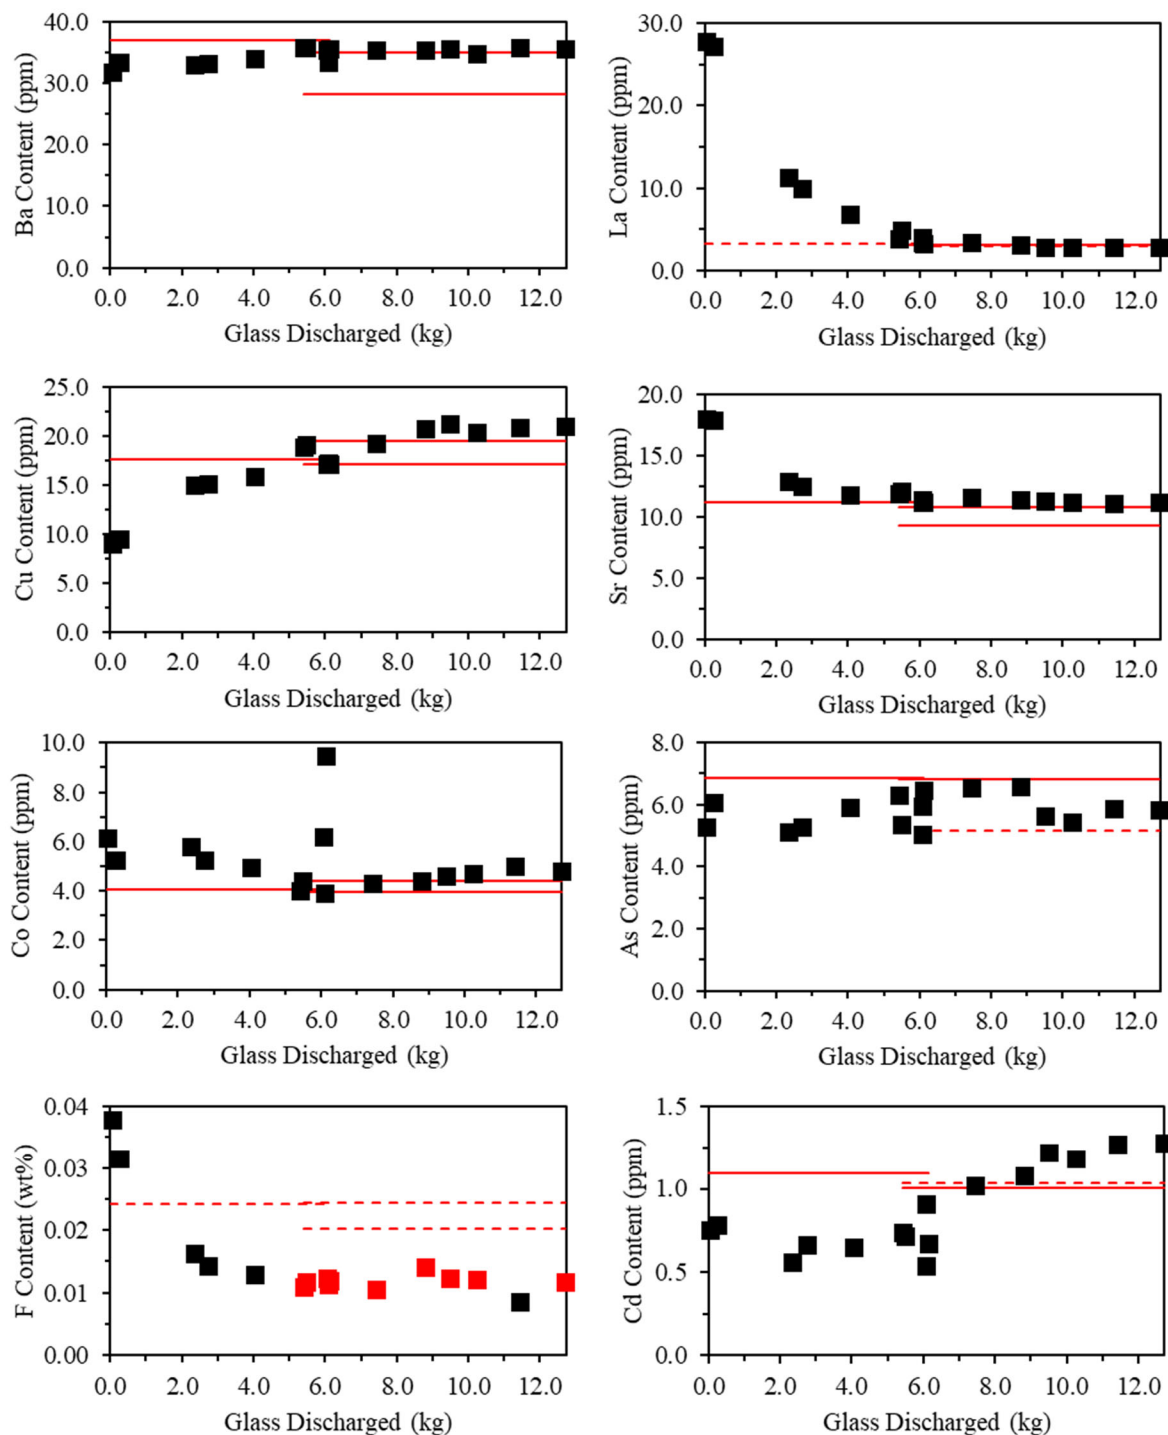 Ba Content (ppm)
40.0
30.0
20.0
10.0
0.0
0.0 2.0 4.0 6.0 8.0 10.0 12.0
Glass Discharged (kg)
La Content (ppm)
30.0
20.0
10.0
0.0
0.0 2.0 4.0 6.0 8.0 10.0 12.0
Glass Discharged (kg)
Cu Content (ppm)
25.0
20.0
15.0
10.0
5.0
0.0
0.0 2.0 4.0 6.0 8.0 10.0 12.0
Glass Discharged (kg)
Sr Content (ppm)
20.0
15.0
10.0
5.0
0.0
0.0 2.0 4.0 6.0 8.0 10.0 12.0
Glass Discharged (kg)
Co Content (ppm)
10.0
8.0
6.0
4.0
2.0
0.0
0.0 2.0 4.0 6.0 8.0 10.0 12.0
Glass Discharged (kg)
As Content (ppm)
8.0
6.0
4.0
2.0
0.0
0.0 2.0 4.0 6.0 8.0 10.0 12.0
Glass Discharged (kg)
F Content (wt%)
0.04
0.03
0.02
0.01
0.00
0.0 2.0 4.0 6.0 8.0 10.0 12.0
Glass Discharged (kg)
Cd Content (ppm)
1.5
1.0
0.5
0.0
0.0 2.0 4.0 6.0 8.0 10.0 12.0
Glass Discharged (kg)